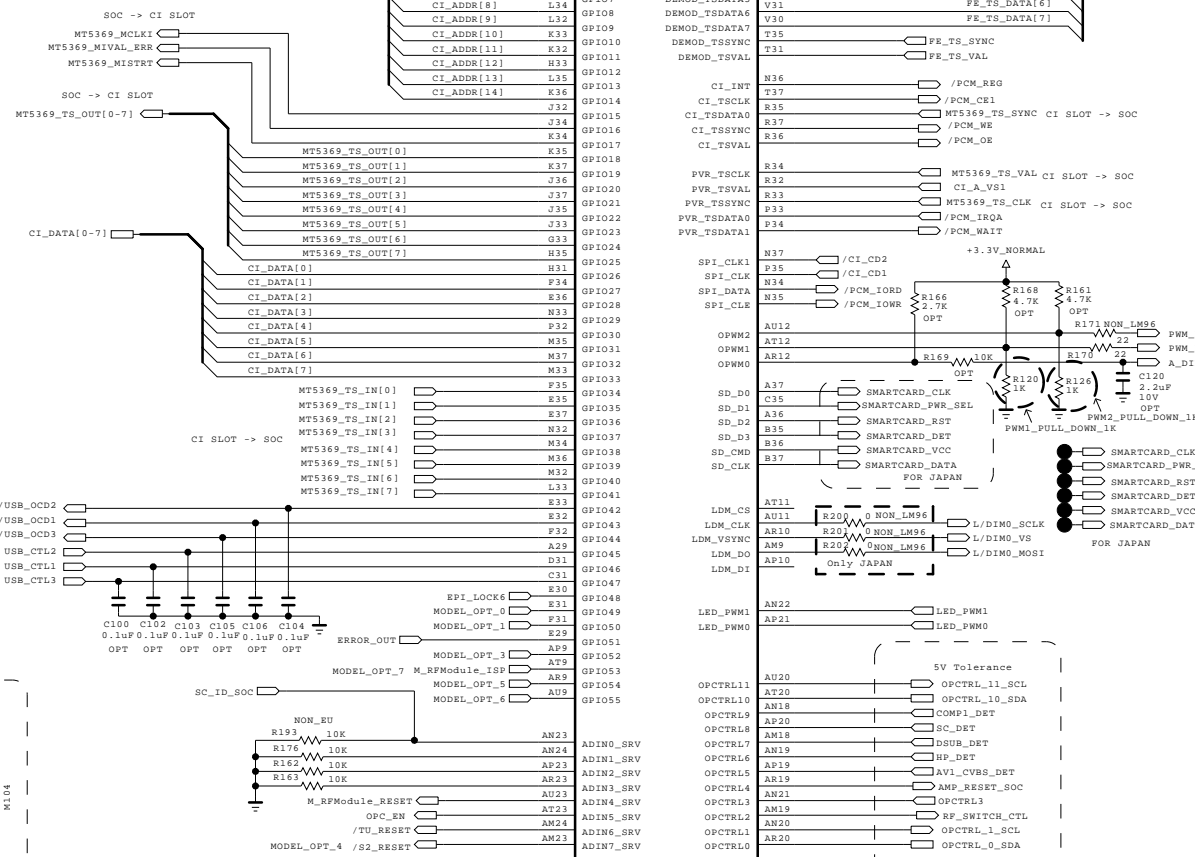 SOC -> CI SLOT
MT5369_MCLKI
MT5369_MIVAL_ERR
MT5369_MISTRT
SOC -> CI SLOT
MT5369_TS_OUT[0-7]
CI_DATA[0-7]
CI_ADDR[8] L34 GPIO8
CI_ADDR[9] L32 GPIO9
CI_ADDR[10] K33 GPIO10
CI_ADDR[11] K32 GPIO11
CI_ADDR[12] H33 GPIO12
CI_ADDR[13] L35 GPIO13
CI_ADDR[14] K36 GPIO14
J32 GPIO15
J34 GPIO16
K34 GPIO17
MT5369_TS_OUT[0] K35 GPIO18
MT5369_TS_OUT[1] K37 GPIO19
MT5369_TS_OUT[2] J36 GPIO20
MT5369_TS_OUT[3] J37 GPIO21
MT5369_TS_OUT[4] J35 GPIO22
MT5369_TS_OUT[5] J33 GPIO23
MT5369_TS_OUT[6] G33 GPIO24
MT5369_TS_OUT[7] H35 GPIO25
CI_DATA[0] H31 GPIO26
CI_DATA[1] F34 GPIO27
CI_DATA[2] E36 GPIO28
CI_DATA[3] N33 GPIO29
CI_DATA[4] P32 GPIO30
CI_DATA[5] M35 GPIO31
CI_DATA[6] M37 GPIO32
CI_DATA[7] M33 GPIO33
MT5369_TS_IN[0] F35 GPIO34
MT5369_TS_IN[1] E35 GPIO35
MT5369_TS_IN[2] E37 GPIO36
MT5369_TS_IN[3] N32 GPIO37
CI SLOT -> SOC
MT5369_TS_IN[4] M34 GPIO38
MT5369_TS_IN[5] M36 GPIO39
MT5369_TS_IN[6] M32 GPIO40
MT5369_TS_IN[7] L33 GPIO41
/USB_OCD2 E33 GPIO42
/USB_OCD1 E32 GPIO43
/USB_OCD3 F32 GPIO44
USB_CTL2 A29 GPIO45
USB_CTL1 D31 GPIO46
USB_CTL3 C31 GPIO47
EPI_LOCK6 E30 GPIO48
MODEL_OPT_0 E31 GPIO49
MODEL_OPT_1 F31 GPIO50
ERROR_OUT E29 GPIO51
MODEL_OPT_3 AP9 GPIO52
MODEL_OPT_7 M_RFModule_ISP AT9 GPIO53
MODEL_OPT_5 AR9 GPIO54
MODEL_OPT_6 AU9 GPIO55
C100 C102 C103 C105 C106 C104
0.1uF 0.1uF 0.1uF 0.1uF 0.1uF 0.1uF
OPT OPT OPT OPT OPT OPT
SC_ID_SOC
NON_EU
R193 10K AN23 ADIN0_SRV
R176 10K AN24 ADIN1_SRV
R162 10K AP23 ADIN2_SRV
R163 10K AR23 ADIN3_SRV
M_RFModule_RESET AU23 ADIN4_SRV
OPC_EN AT23 ADIN5_SRV
/TU_RESET AM24 ADIN6_SRV
MODEL_OPT_4 /S2_RESET AM23 ADIN7_SRV
M104
DEMOD_TSDATA6 V31 FE_TS_DATA[6]
DEMOD_TSDATA7 V30 FE_TS_DATA[7]
DEMOD_TSSYNC T35 FE_TS_SYNC
DEMOD_TSVAL T31 FE_TS_VAL
CI_INT N36 /PCM_REG
CI_TSCLK T37 /PCM_CE1
CI_TSDATA0 R35 MT5369_TS_SYNC CI SLOT -> SOC
CI_TSSYNC R37 /PCM_WE
CI_TSVAL R36 /PCM_OE
PVR_TSCLK R34 MT5369_TS_VAL CI SLOT -> SOC
PVR_TSVAL R32 CI_A_VS1
PVR_TSSYNC R33 MT5369_TS_CLK CI SLOT -> SOC
PVR_TSDATA0 P33 /PCM_IRQA
PVR_TSDATA1 P34 /PCM_WAIT
+3.3V_NORMAL
SPI_CLK1 N37 /CI_CD2
SPI_CLK P35 /CI_CD1
SPI_DATA N34 /PCM_IORD
SPI_CLE N35 /PCM_IOWR
R166 2.7K OPT
R168 4.7K OPT
R161 4.7K OPT
OPWM2 AU12 R171 NON_LM96 22 PWM_
OPWM1 AT12 R170 22 PWM_
OPWM0 AR12 R169 10K OPT A_DI
R120 1K
R126 1K
C120 2.2uF 10V OPT
PWM2_PULL_DOWN_1K
PWM1_PULL_DOWN_1K
SD_D0 A37 SMARTCARD_CLK
SD_D1 C35 SMARTCARD_PWR_SEL
SD_D2 A36 SMARTCARD_RST
SD_D3 B35 SMARTCARD_DET
SD_CMD B36 SMARTCARD_VCC
SD_CLK B37 SMARTCARD_DATA
FOR JAPAN
SMARTCARD_CLK
SMARTCARD_PWR_
SMARTCARD_RST
SMARTCARD_DET
SMARTCARD_VCC
SMARTCARD_DAT
FOR JAPAN
LDM_CS AT11
LDM_CLK AU11 R200 0 NON_LM96 L/DIM0_SCLK
LDM_VSYNC AR10 R201 0 NON_LM96 L/DIM0_VS
LDM_DO AM9 R202 0 NON_LM96 L/DIM0_MOSI
LDM_DI AP10
Only JAPAN
LED_PWM1 AN22 LED_PWM1
LED_PWM0 AP21 LED_PWM0
5V Tolerance
OPCTRL11 AU20 OPCTRL_11_SCL
OPCTRL10 AT20 OPCTRL_10_SDA
OPCTRL9 AN18 COMP1_DET
OPCTRL8 AP20 SC_DET
OPCTRL7 AM18 DSUB_DET
OPCTRL6 AN19 HP_DET
OPCTRL5 AP19 AV1_CVBS_DET
OPCTRL4 AR19 AMP_RESET_SOC
OPCTRL3 AN21 OPCTRL3
OPCTRL2 AM19 RF_SWITCH_CTL
OPCTRL1 AN20 OPCTRL_1_SCL
OPCTRL0 AR20 OPCTRL_0_SDA